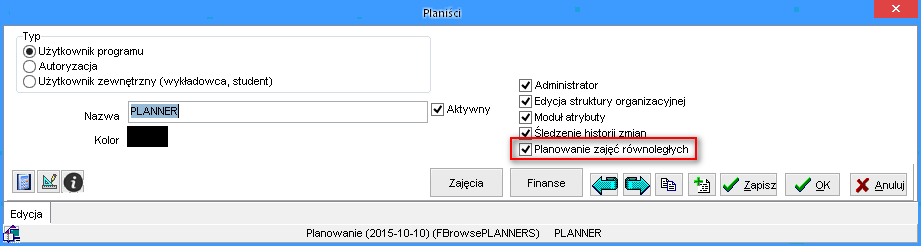 Planiści
Typ
Użytkownik programu
Autoryzacja
Użytkownik zewnętrzny (wykładowca, student)
Nazwa PLANNER Aktywny
Kolor
Administrator
Edycja struktury organizacyjnej
Moduł atrybuty
Śledzenie historii zmian
Planowanie zajęć równoległych
Zajęcia Finanse Zapisz OK Anuluj
Edycja
Planowanie (2015-10-10) (FBrowsePLANNERS) PLANNER